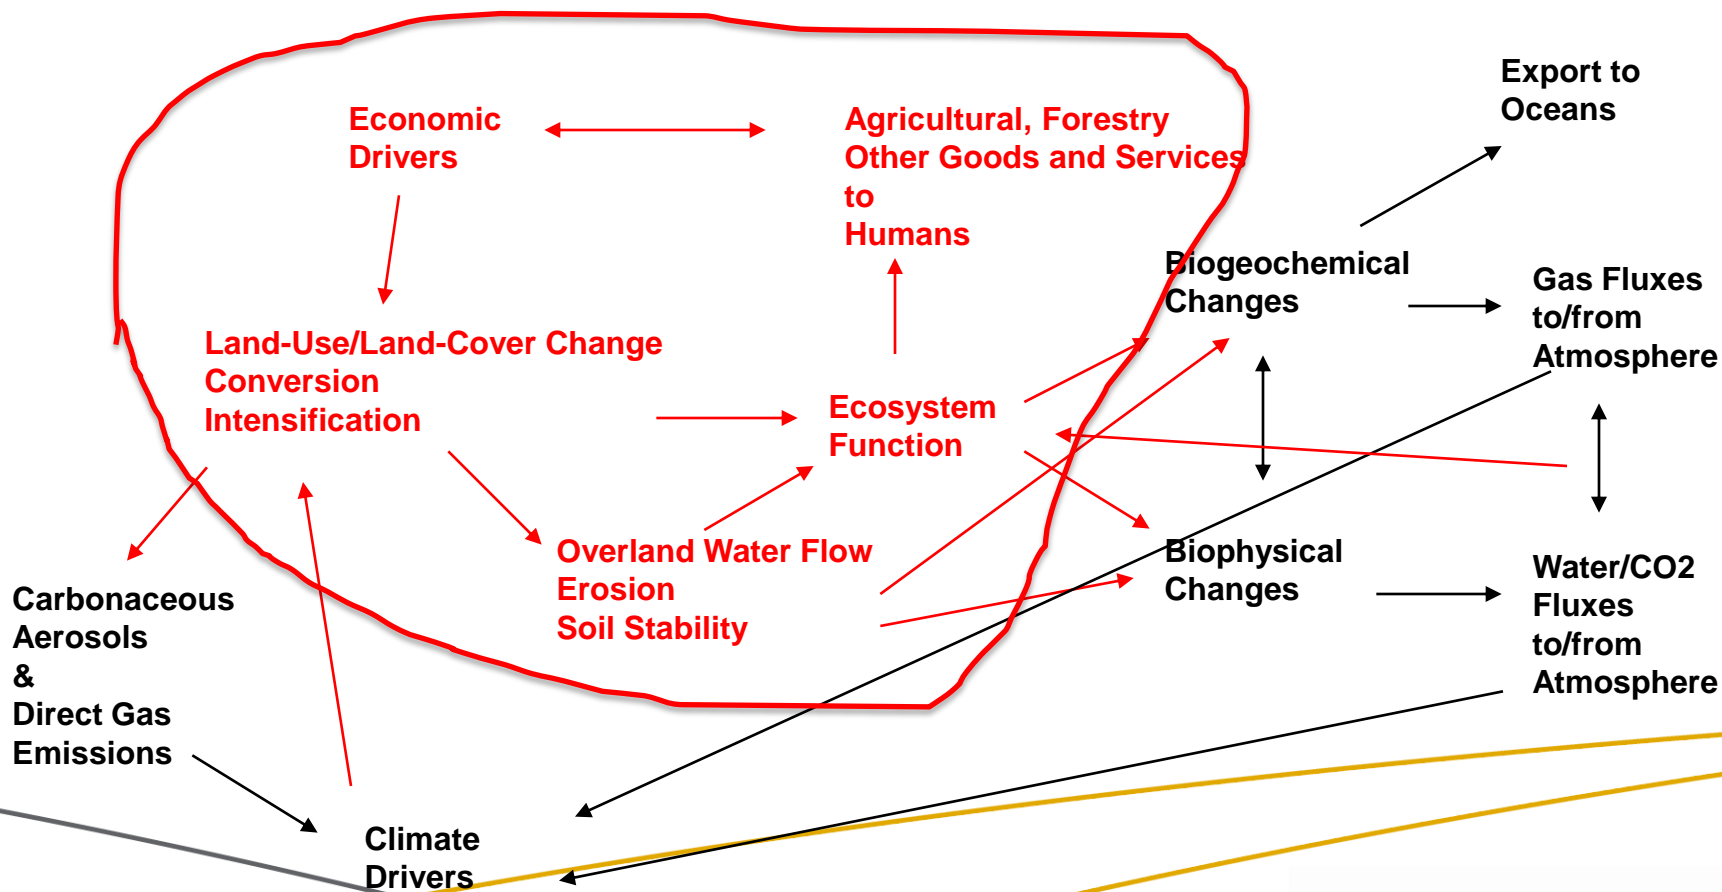 Economic
Drivers
Agricultural, Forestry
Other Goods and Services
to
Humans
Export to
Oceans
Biogeochemical
Changes
Gas Fluxes
to/from
Atmosphere
Land-Use/Land-Cover Change
Conversion
Intensification
Ecosystem
Function
Overland Water Flow
Erosion
Soil Stability
Biophysical
Changes
Water/CO2
Fluxes
to/from
Atmosphere
Carbonaceous
Aerosols
&
Direct Gas
Emissions
Climate
Drivers